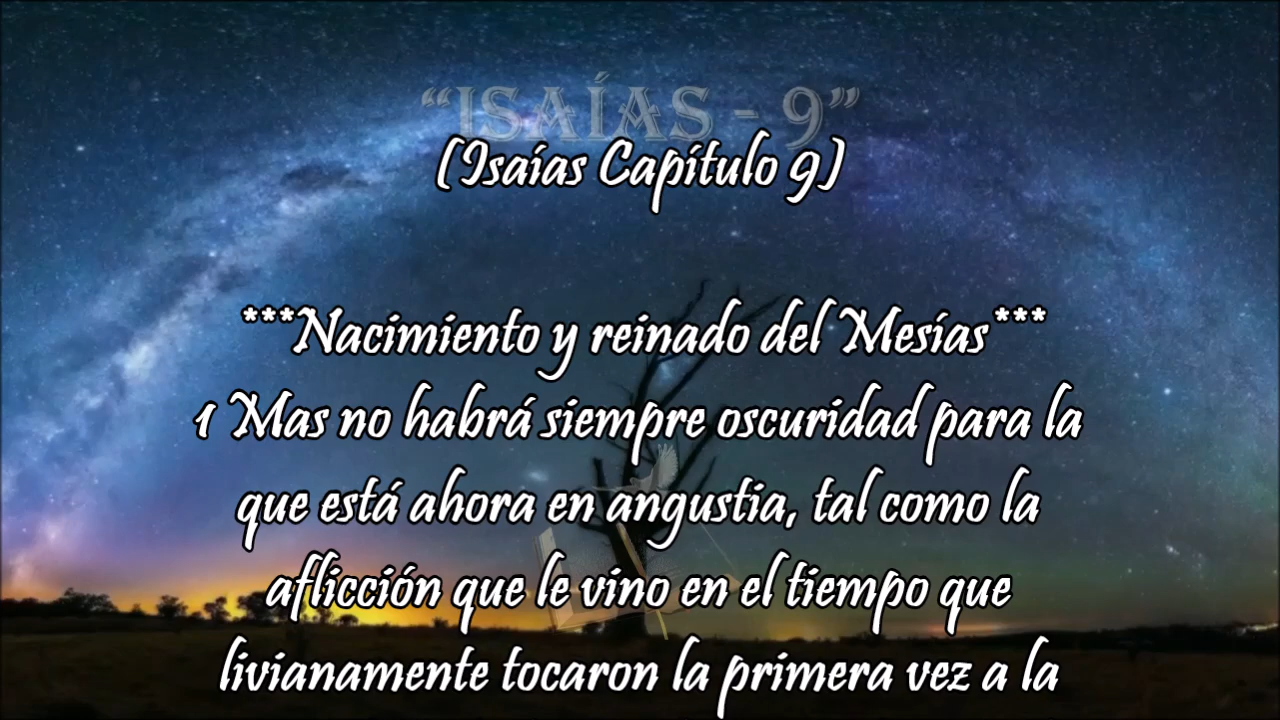 “ISAÍAS - 9”
(Isaías Capítulo 9)
***Nacimiento y reinado del Mesías***
1 Mas no habrá siempre oscuridad para la
que está ahora en angustia, tal como la
aflicción que le vino en el tiempo que
livianamente tocaron la primera vez a la